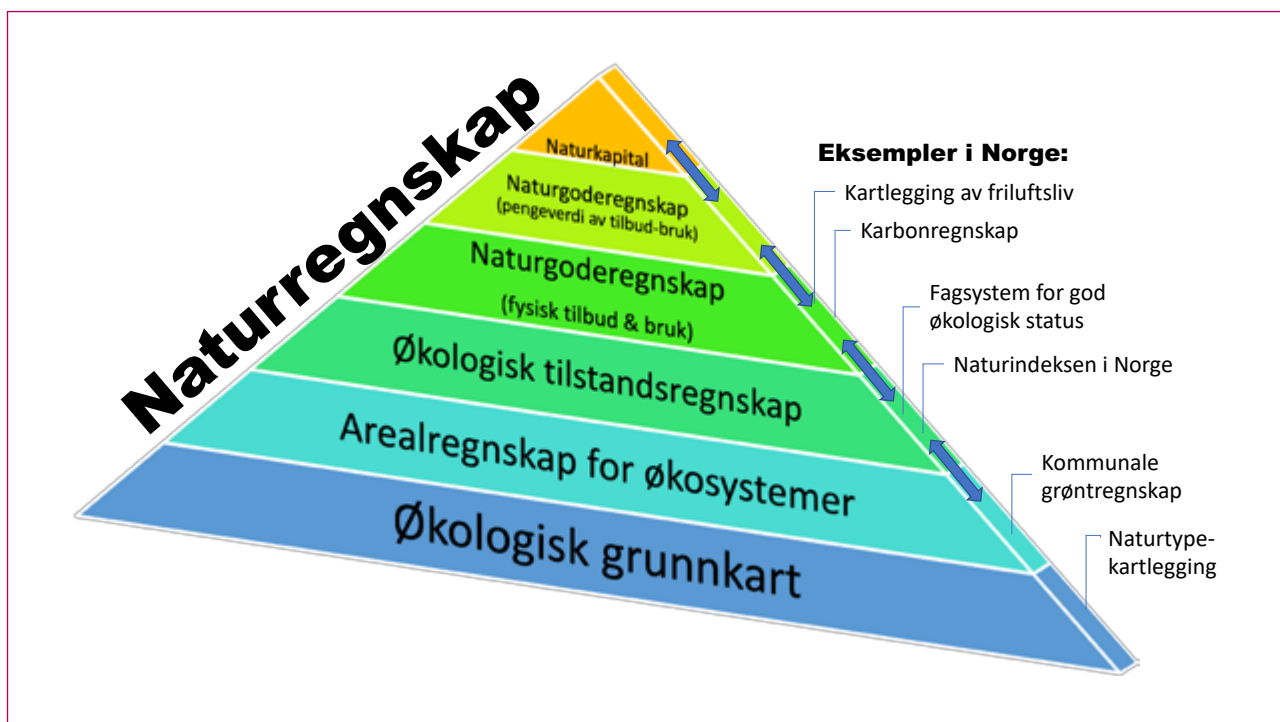 Naturregnskap
Naturkapital
Naturgoderegnskap
(pengeverdi av tilbud-bruk)
Naturgoderegnskap
(fysisk tilbud & bruk)
Økologisk tilstandsregnskap
Arealregnskap for økosystemer
Økologisk grunnkart
Eksempler i Norge:
Kartlegging av friluftsliv
Karbonregnskap
Fagsystem for god
økologisk status
Naturindeksen i Norge
Kommunale
grøntregnskap
Naturtype-
kartlegging